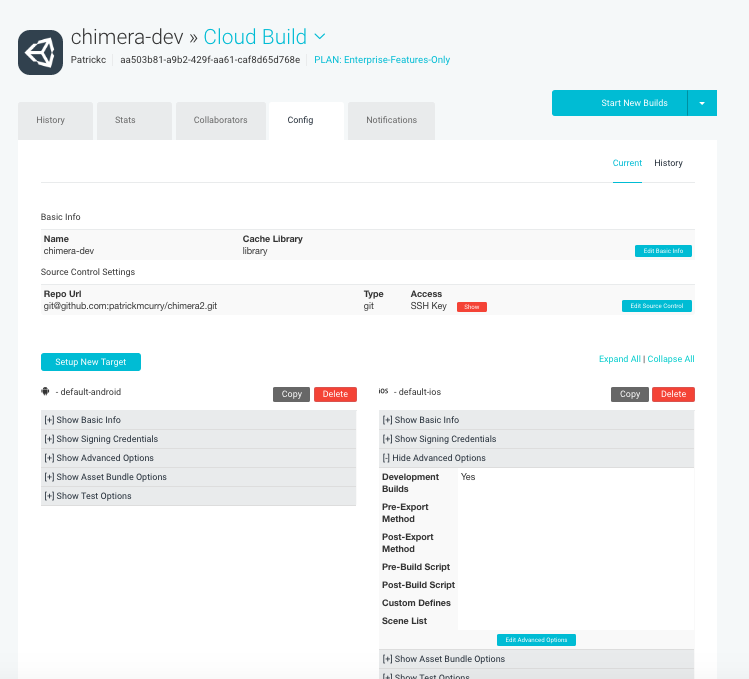 chimera-dev » Cloud Build
Patrickc aa503b81-a9b2-429f-aa61-caf8d65d768e PLAN: Enterprise-Features-Only
Start New Builds
History Stats Collaborators Config Notifications
Current History
Basic Info
Name Cache Library
chimera-dev library Edit Basic Info
Source Control Settings
Repo Url Type Access
git@github.com:patrickmcurry/chimera2.git git SSH Key Show Edit Source Control
Setup New Target Expand All | Collapse All
- default-android Copy Delete
[+] Show Basic Info
[+] Show Signing Credentials
[+] Show Advanced Options
[+] Show Asset Bundle Options
[+] Show Test Options
iOS - default-ios Copy Delete
[+] Show Basic Info
[+] Show Signing Credentials
[-] Hide Advanced Options
Development Yes
Builds
Pre-Export
Method
Post-Export
Method
Pre-Build Script
Post-Build Script
Custom Defines
Scene List
Edit Advanced Options
[+] Show Asset Bundle Options
[+] Show Test Options